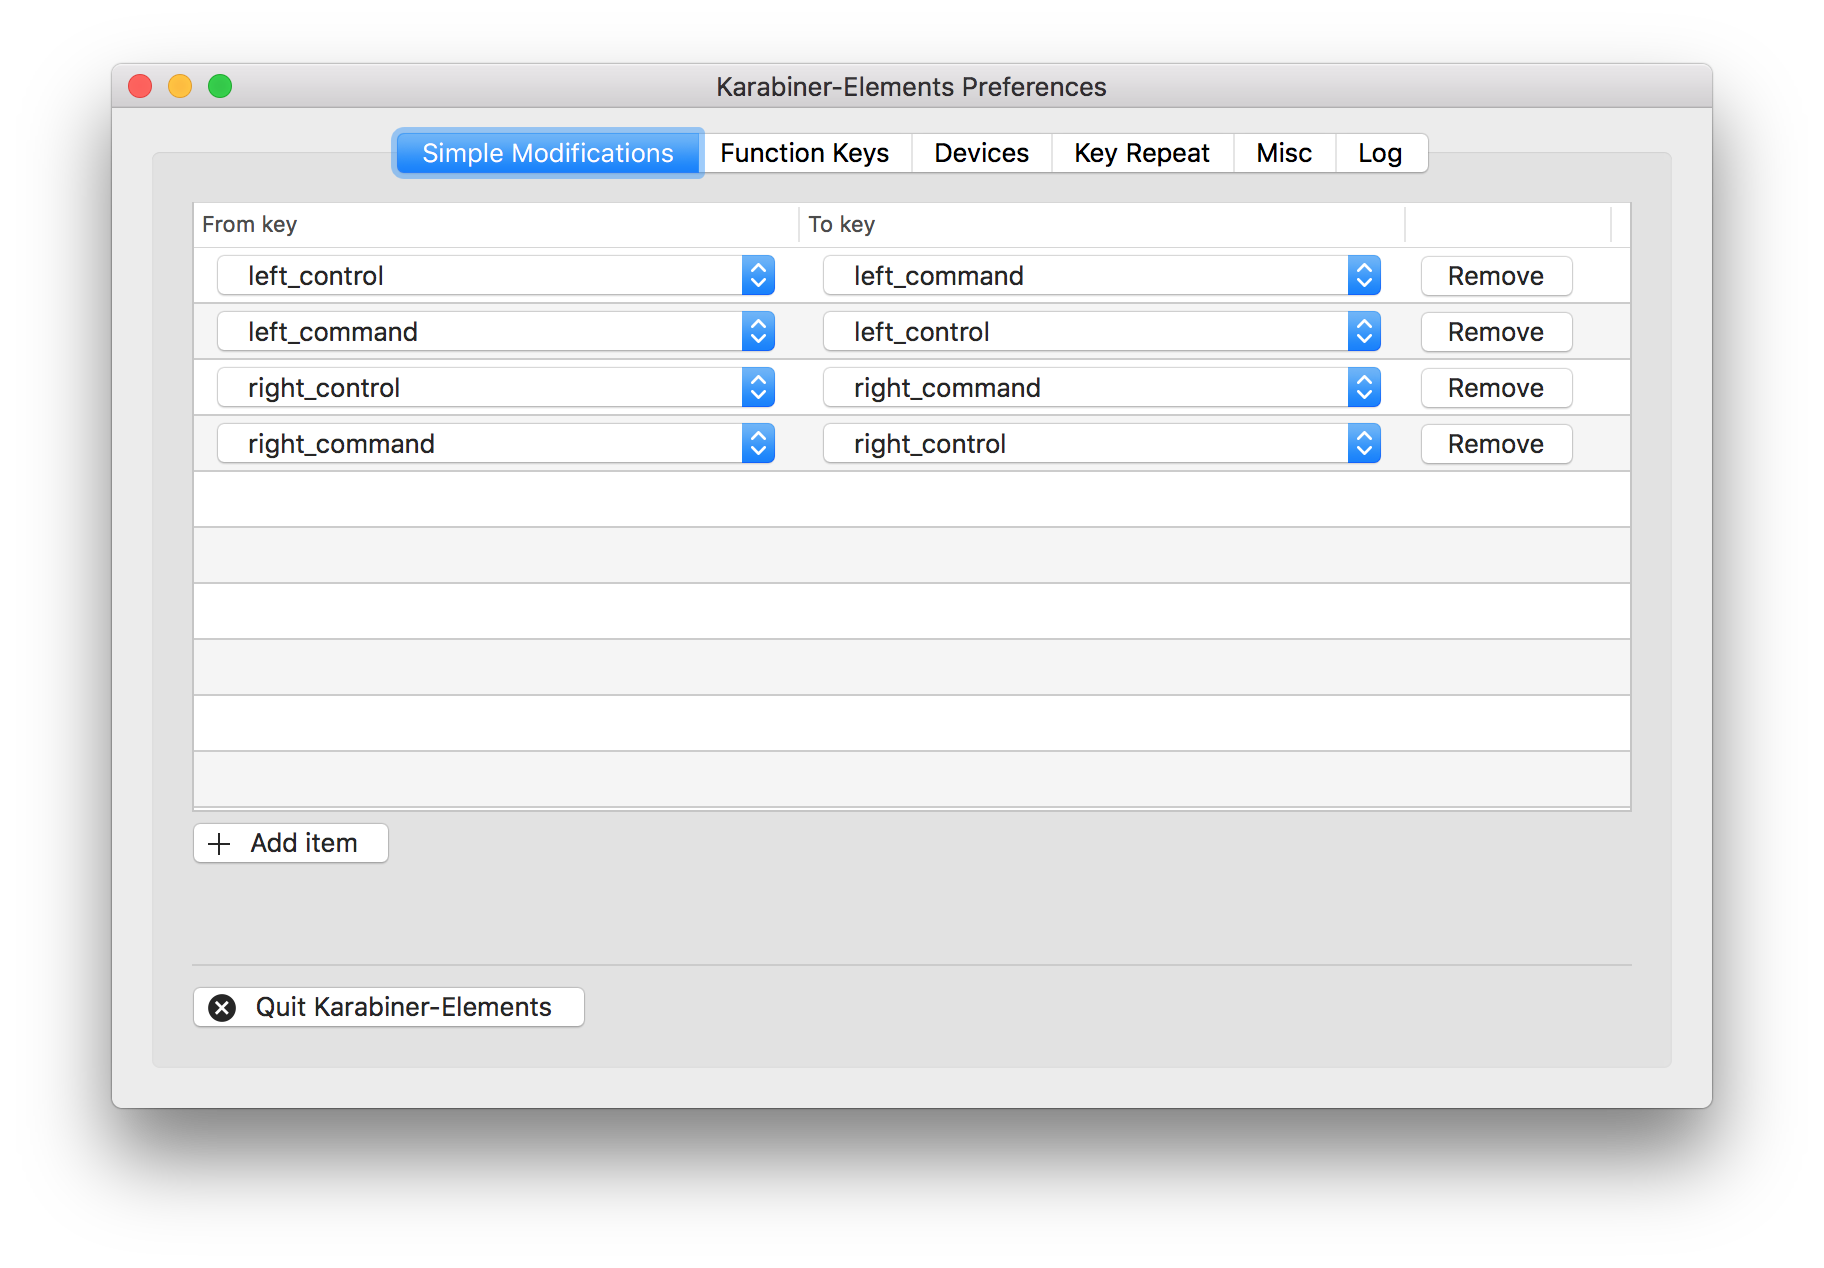 Karabiner-Elements Preferences
Simple Modifications Function Keys Devices Key Repeat Misc Log
From key To key
left_control left_command Remove
left_command left_control Remove
right_control right_command Remove
right_command right_control Remove
Add item
Quit Karabiner-Elements